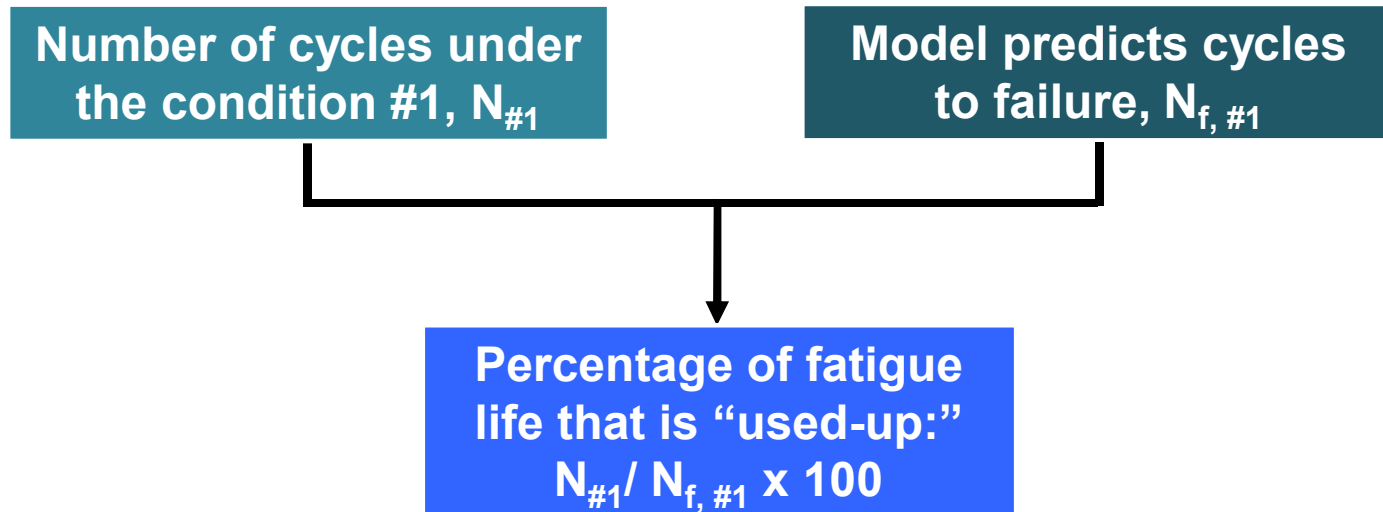 Number of cycles under
the condition #1, N#1
Model predicts cycles
to failure, Nf, #1
Percentage of fatigue
life that is “used-up:”
N#1/ Nf, #1 x 100